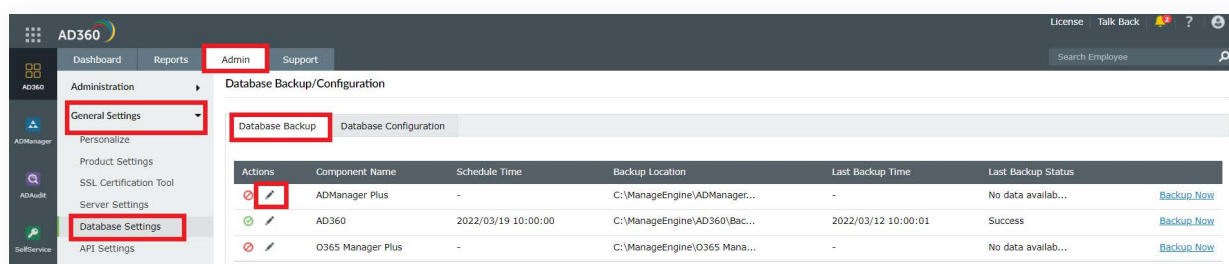 License Talk Back 2 ?
AD360
Dashboard Reports Admin Support Search Employee
AD360
Administration
Database Backup/Configuration
General Settings
Database Backup Database Configuration
ADManager
Personalize
Product Settings
Actions Component Name Schedule Time Backup Location Last Backup Time Last Backup Status
ADAudit
SSL Certification Tool
ADManager Plus - C:\ManageEngine\ADManager... - No data availab... Backup Now
Server Settings
Database Settings
AD360 2022/03/19 10:00:00 C:\ManageEngine\AD360\Bac... 2022/03/12 10:00:01 Success Backup Now
SelfService
API Settings
O365 Manager Plus - C:\ManageEngine\O365 Mana... - No data availab... Backup Now